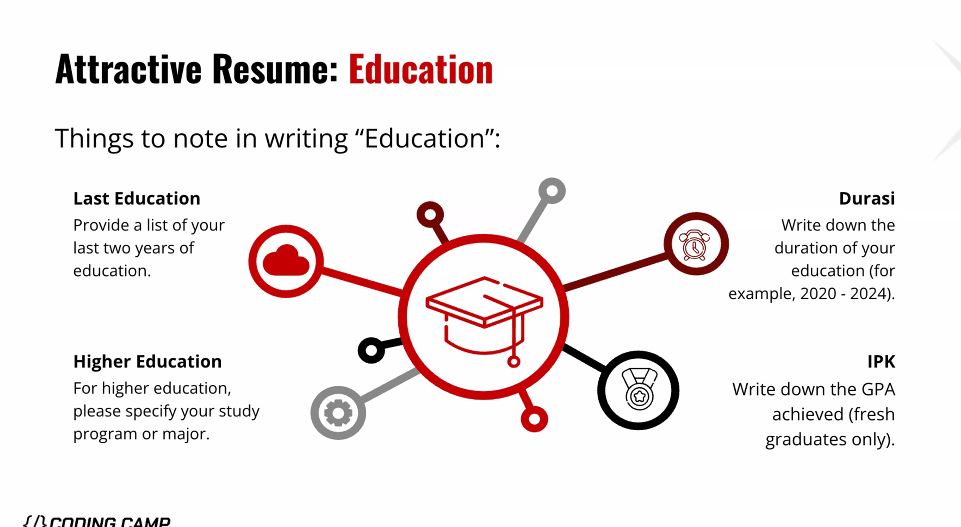 Attractive Resume: Education
Things to note in writing “Education”:
Last Education
Provide a list of your
last two years of
education.
Durasi
Write down the
duration of your
education (for
example, 2020 - 2024).
Higher Education
For higher education,
please specify your study
program or major.
IPK
Write down the GPA
achieved (fresh
graduates only).
{/} CODING CAMP